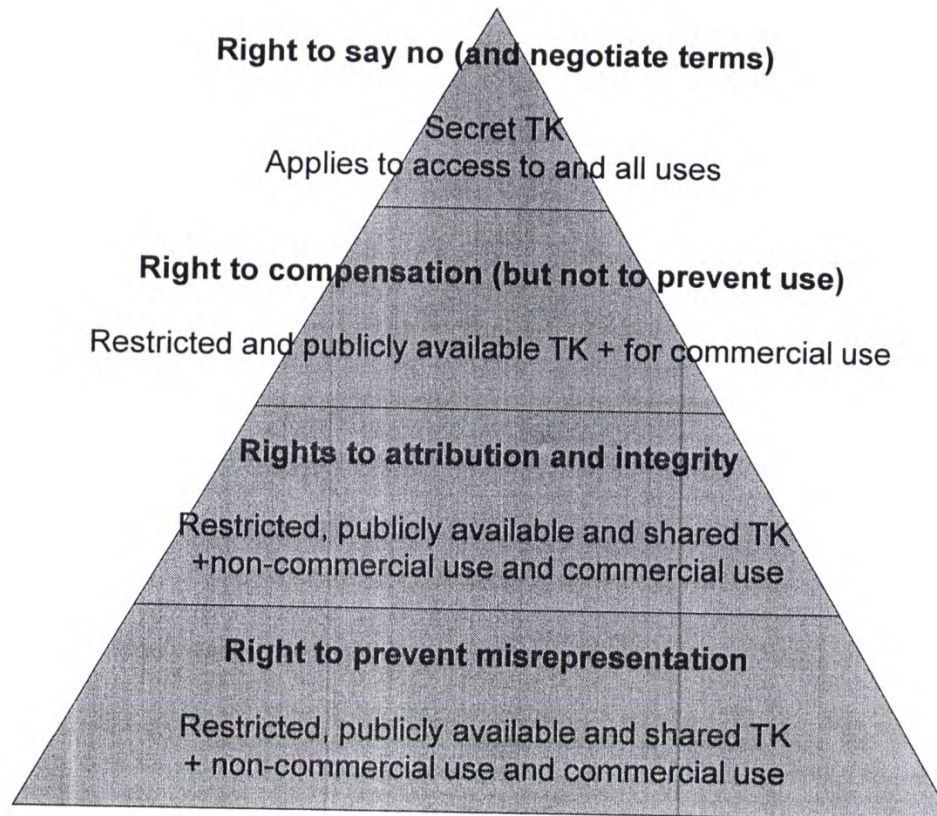 Right to say no (and negotiate terms)
Secret TK
Applies to access to and all uses
Right to compensation (but not to prevent use)
Restricted and publicly available TK + for commercial use
Rights to attribution and integrity
Restricted, publicly available and shared TK
+non-commercial use and commercial use
Right to prevent misrepresentation
Restricted, publicly available and shared TK
+ non-commercial use and commercial use